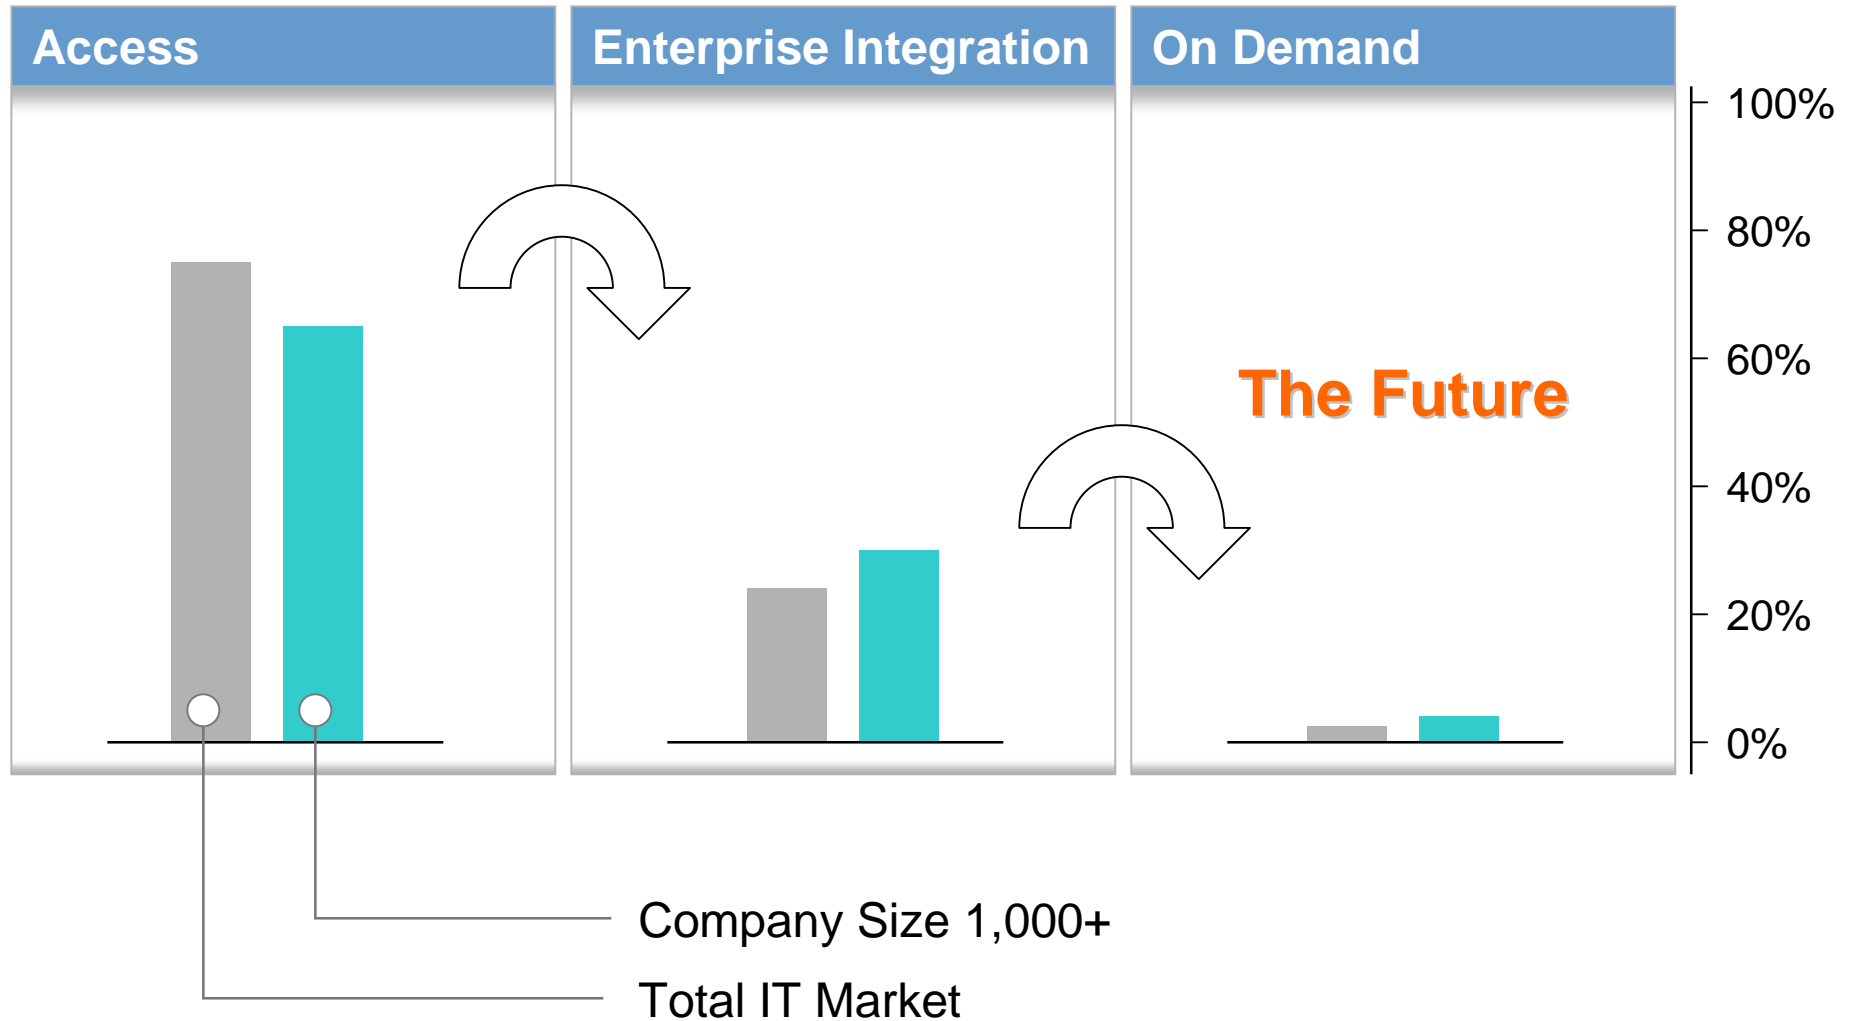 Access
Enterprise Integration
On Demand
100%
80%
60%
The Future
40%
20%
0%
Company Size 1,000+
Total IT Market